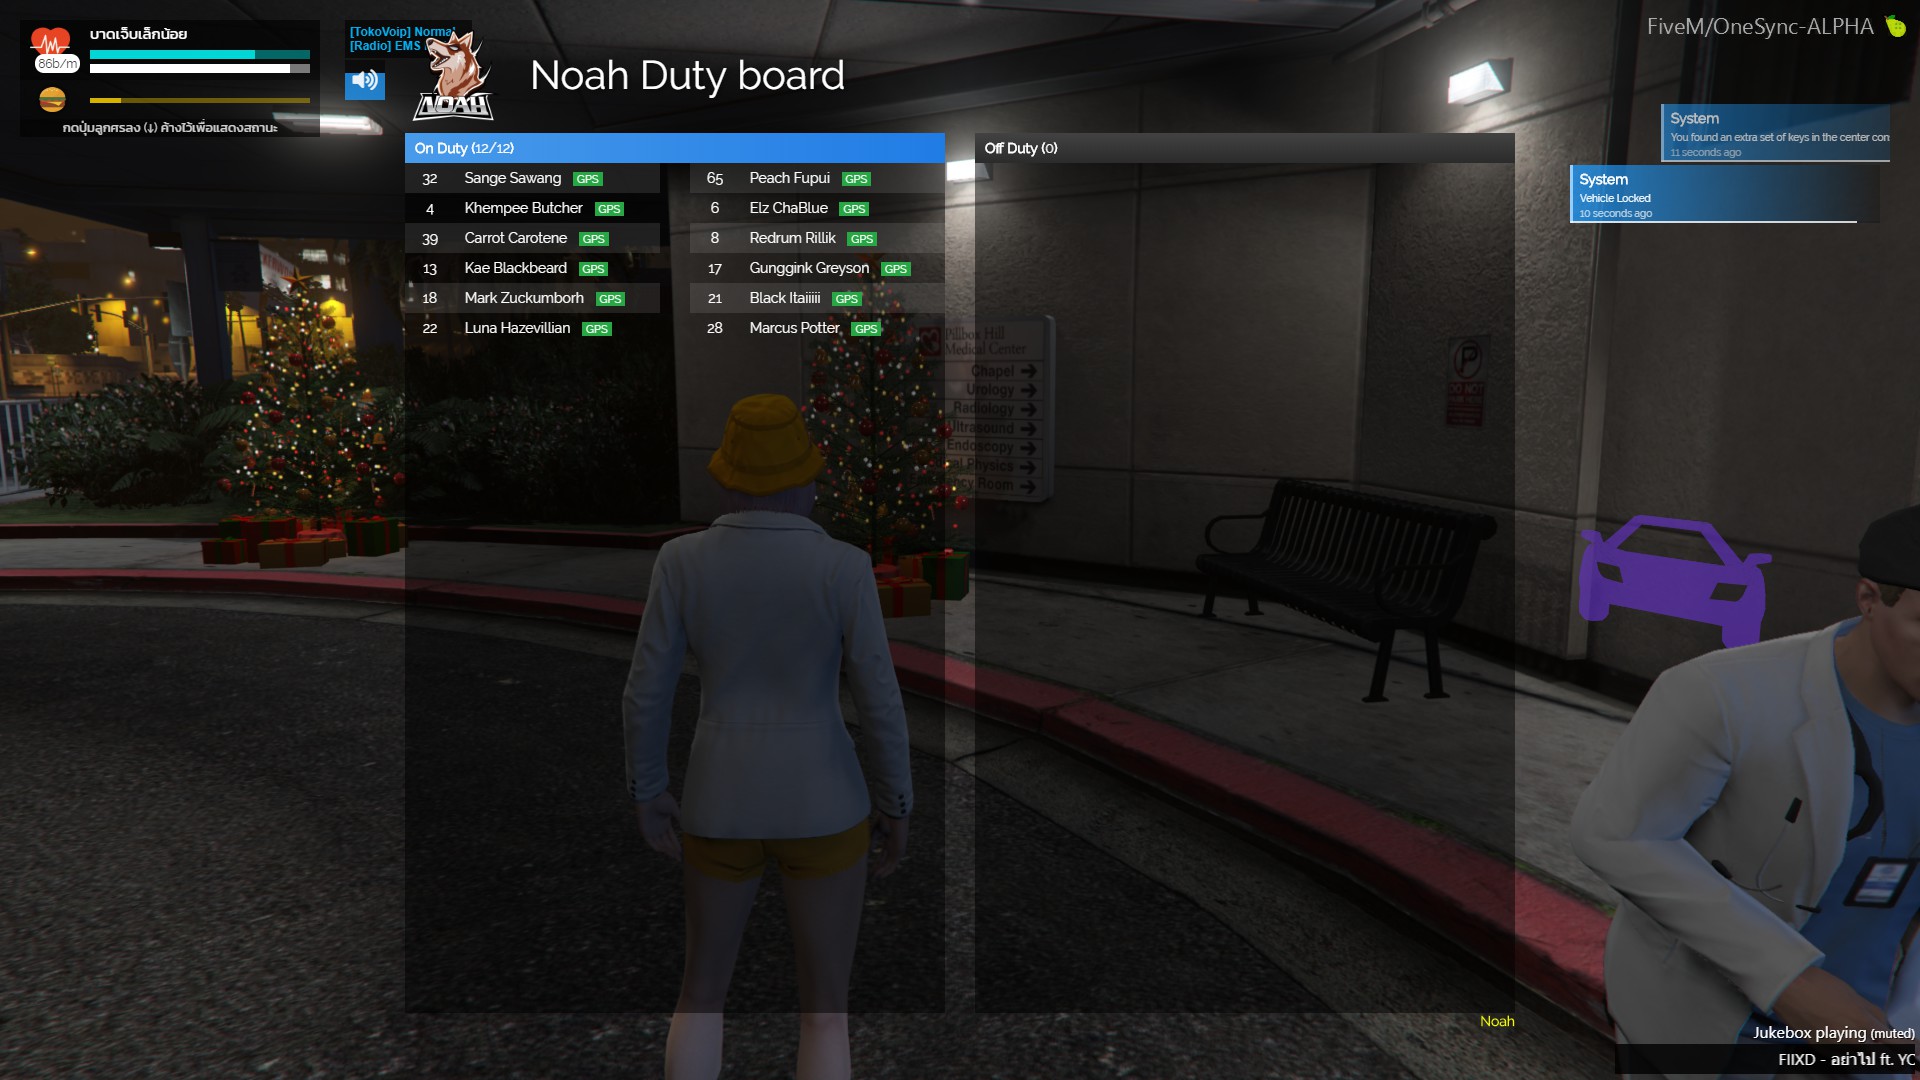 บาดเจ็บเล็กน้อย
86b/m
กดปุ่มลูกศรลง (↓) ค้างไว้เพื่อแสดงสถานะ
[TokoVoip] Normal
[Radio] EMS
NOAH
Noah Duty board
FiveM/OneSync-ALPHA
System
You found an extra set of keys in the center con
11 seconds ago
System
Vehicle Locked
10 seconds ago
On Duty (12/12)
32 Sange Sawang GPS
4 Khempee Butcher GPS
39 Carrot Carotene GPS
13 Kae Blackbeard GPS
18 Mark Zuckumborh GPS
22 Luna Hazevillian GPS
65 Peach Fupui GPS
6 Elz ChaBlue GPS
8 Redrum Rillik GPS
17 Gunggink Greyson GPS
21 Black Itaiiiii GPS
28 Marcus Potter GPS
Off Duty (0)
Pillbox Hill
Medical Center
Chapel
Urology
Radiology
Ultrasound
Endoscopy
Physics
Room
P
DO NOT
Noah
Jukebox playing (muted)
FIIXD - อย่าไป ft. YC